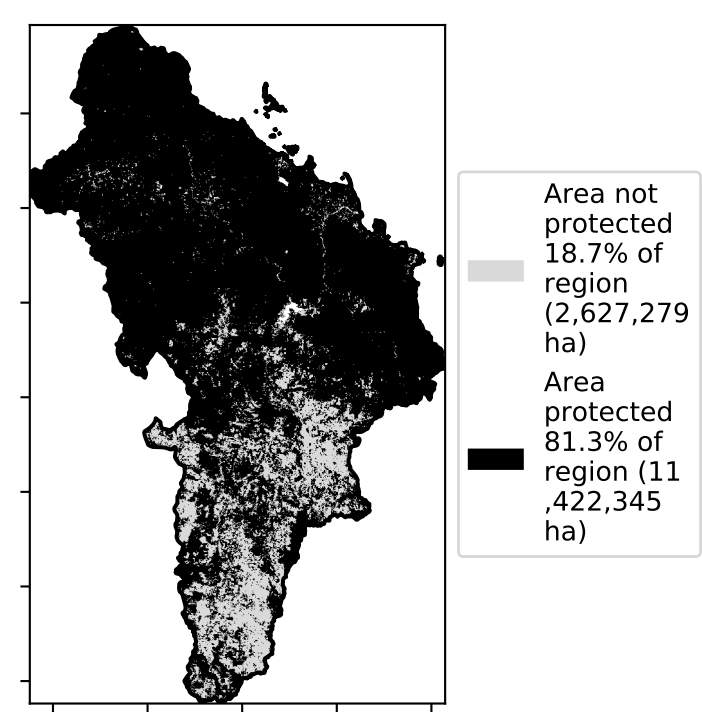 Area not
protected
18.7% of
region
(2,627,279
ha)
Area
protected
81.3% of
region (11
,422,345
ha)